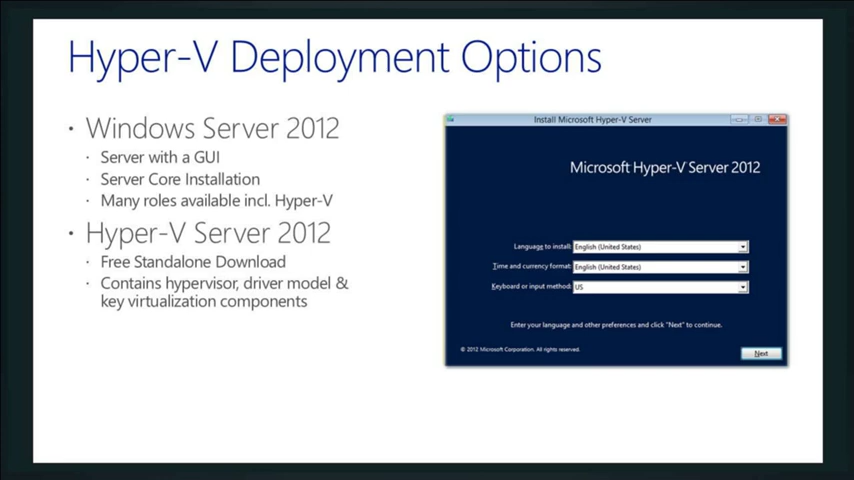 Hyper-V Deployment Options
• Windows Server 2012
• Server with a GUI
• Server Core Installation
• Many roles available incl. Hyper-V
• Hyper-V Server 2012
• Free Standalone Download
• Contains hypervisor, driver model &
key virtualization components
Install Microsoft Hyper-V Server
Microsoft Hyper-V Server 2012
Language to install: English (United States)
Time and currency format: English (United States)
Keyboard or input method: US
Enter your language and other preferences and click "Next" to continue.
© 2012 Microsoft Corporation. All rights reserved.
Next